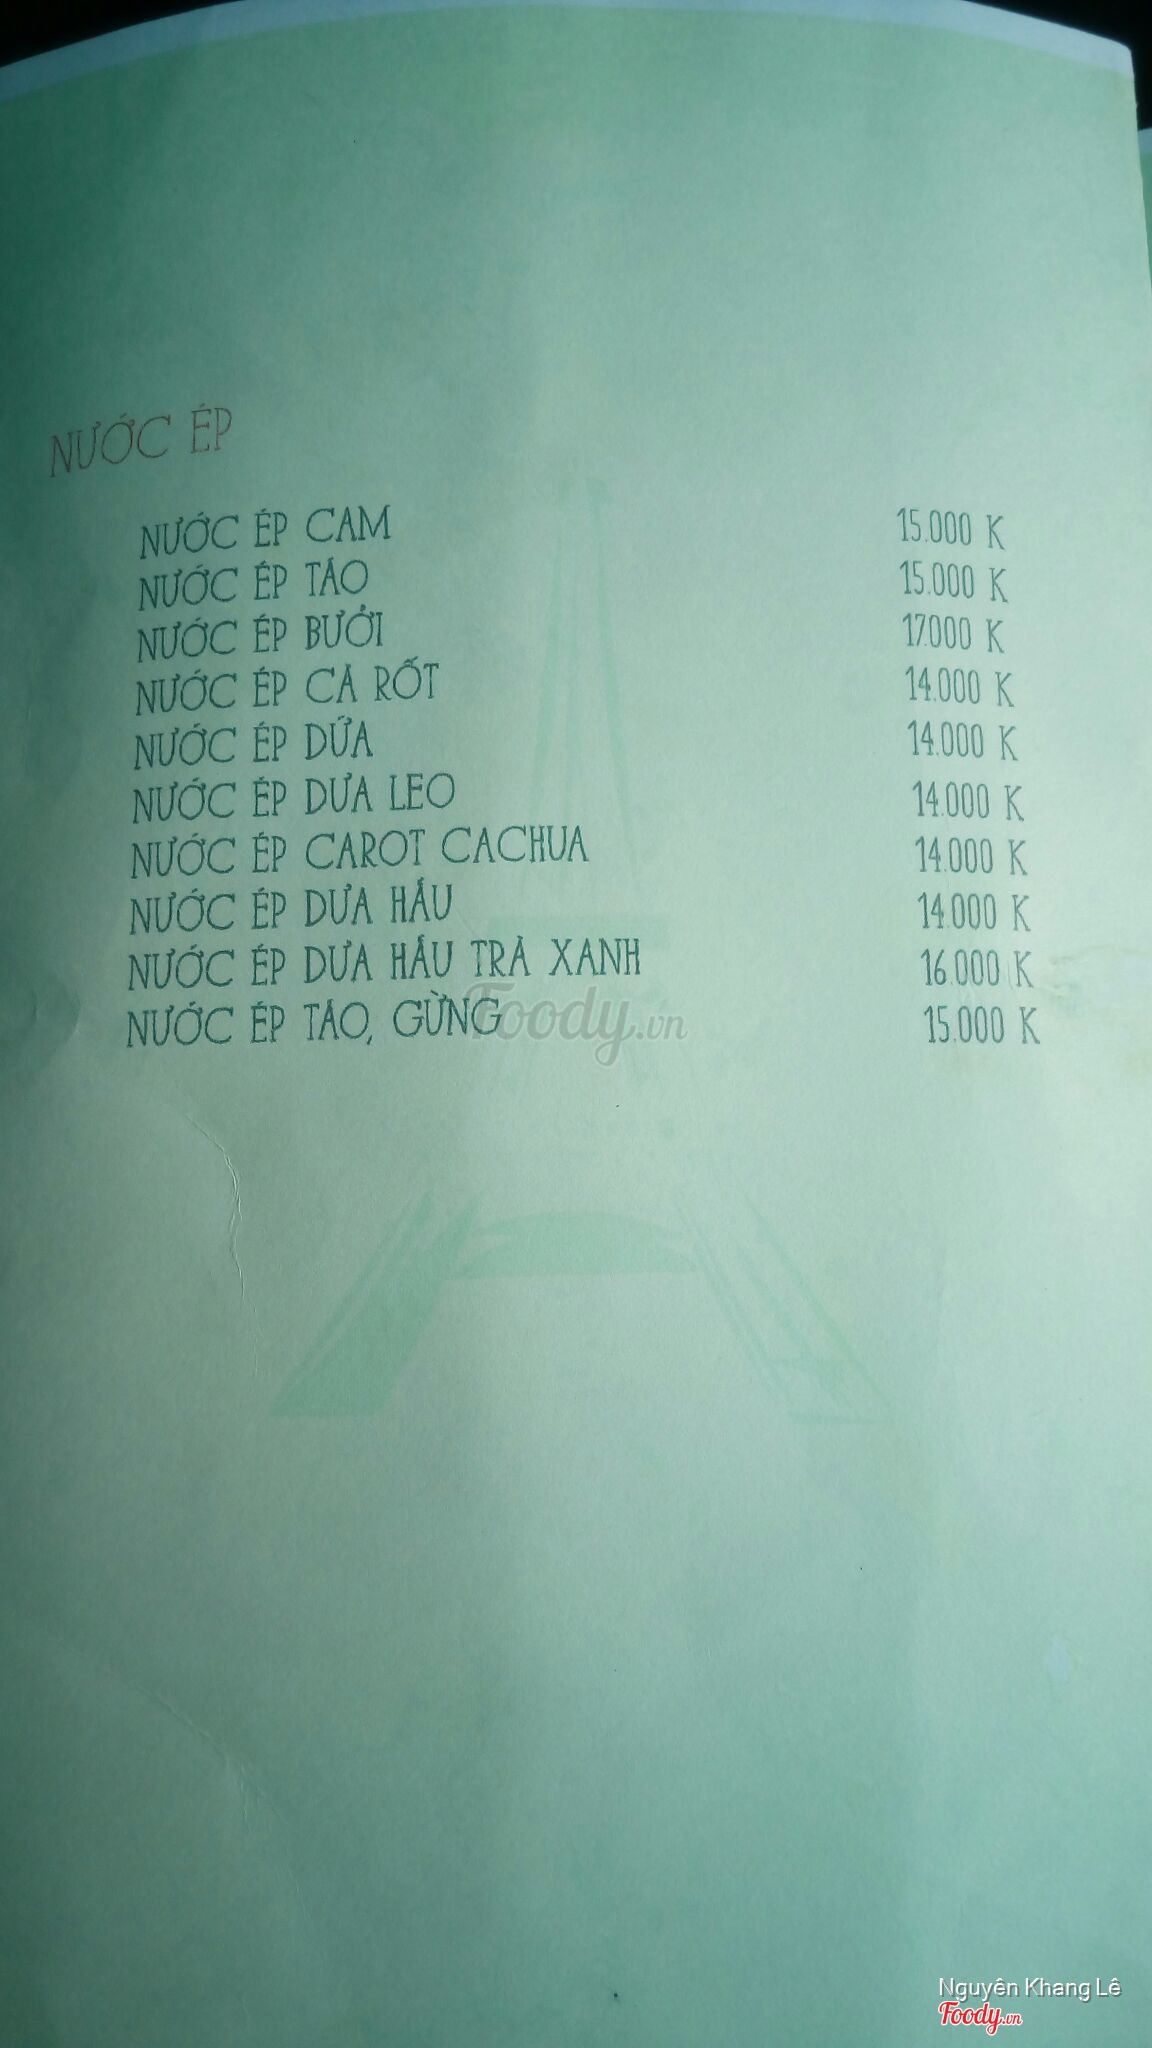 NƯỚC ÉP
NƯỚC ÉP CAM 15.000 K
NƯỚC ÉP TÁO 15.000 K
NƯỚC ÉP BƯỞI 17.000 K
NƯỚC ÉP CÀ RỐT 14.000 K
NƯỚC ÉP DỨA 14.000 K
NƯỚC ÉP DƯA LEO 14.000 K
NƯỚC ÉP CAROT CACHUA 14.000 K
NƯỚC ÉP DƯA HẤU 14.000 K
NƯỚC ÉP DƯA HẤU TRÀ XANH 16.000 K
NƯỚC ÉP TÁO, GỪNG 15.000 K
Foody.vn
Nguyên Khang Lê
Foody.vn